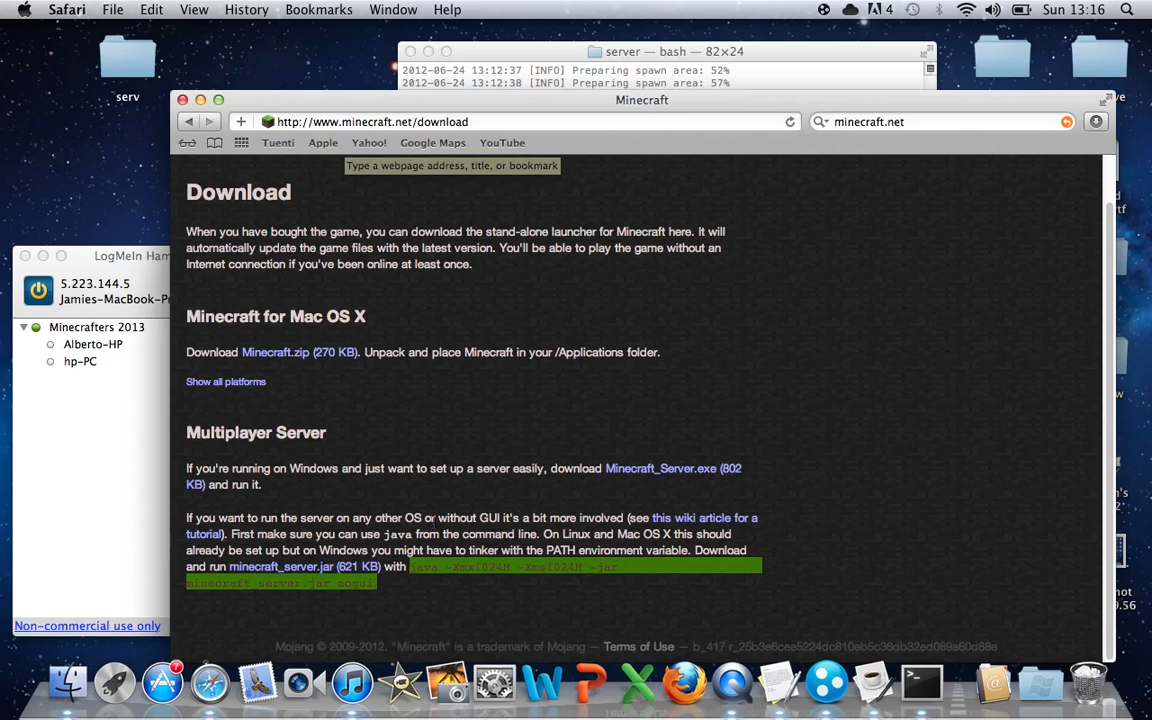 Safari File Edit View History Bookmarks Window Help 4 Sun 13:16
server — bash — 82×24
serv
2012-06-24 13:12:37 [INFO] Preparing spawn area: 52%
2012-06-24 13:12:38 [INFO] Preparing spawn area: 57%
Minecraft
http://www.minecraft.net/download
minecraft.net
Tuenti Apple Yahoo! Google Maps YouTube
Type a webpage address, title, or bookmark
Download
When you have bought the game, you can download the stand-alone launcher for Minecraft here. It will
automatically update the game files with the latest version. You'll be able to play the game without an
Internet connection if you've been online at least once.
LogMeIn Ham
5.223.144.5
Jamies-MacBook-Pr
Minecrafters 2013
Alberto-HP
hp-PC
Non-commercial use only
Minecraft for Mac OS X
Download Minecraft.zip (270 KB). Unpack and place Minecraft in your /Applications folder.
Show all platforms
Multiplayer Server
If you're running on Windows and just want to set up a server easily, download Minecraft_Server.exe (802
KB) and run it.
If you want to run the server on any other OS or without GUI it's a bit more involved (see this wiki article for a
tutorial). First make sure you can use java from the command line. On Linux and Mac OS X this should
already be set up but on Windows you might have to tinker with the PATH environment variable. Download
and run minecraft_server.jar (621 KB) with java -Xmx1024M -Xms1024M -jar
minecraft_server.jar nogui.
Mojang © 2009-2012. "Minecraft" is a trademark of Mojang — Terms of Use — b_417 r_25b3e6cee5224dc810eb5c36db32ed069a60d88e
7